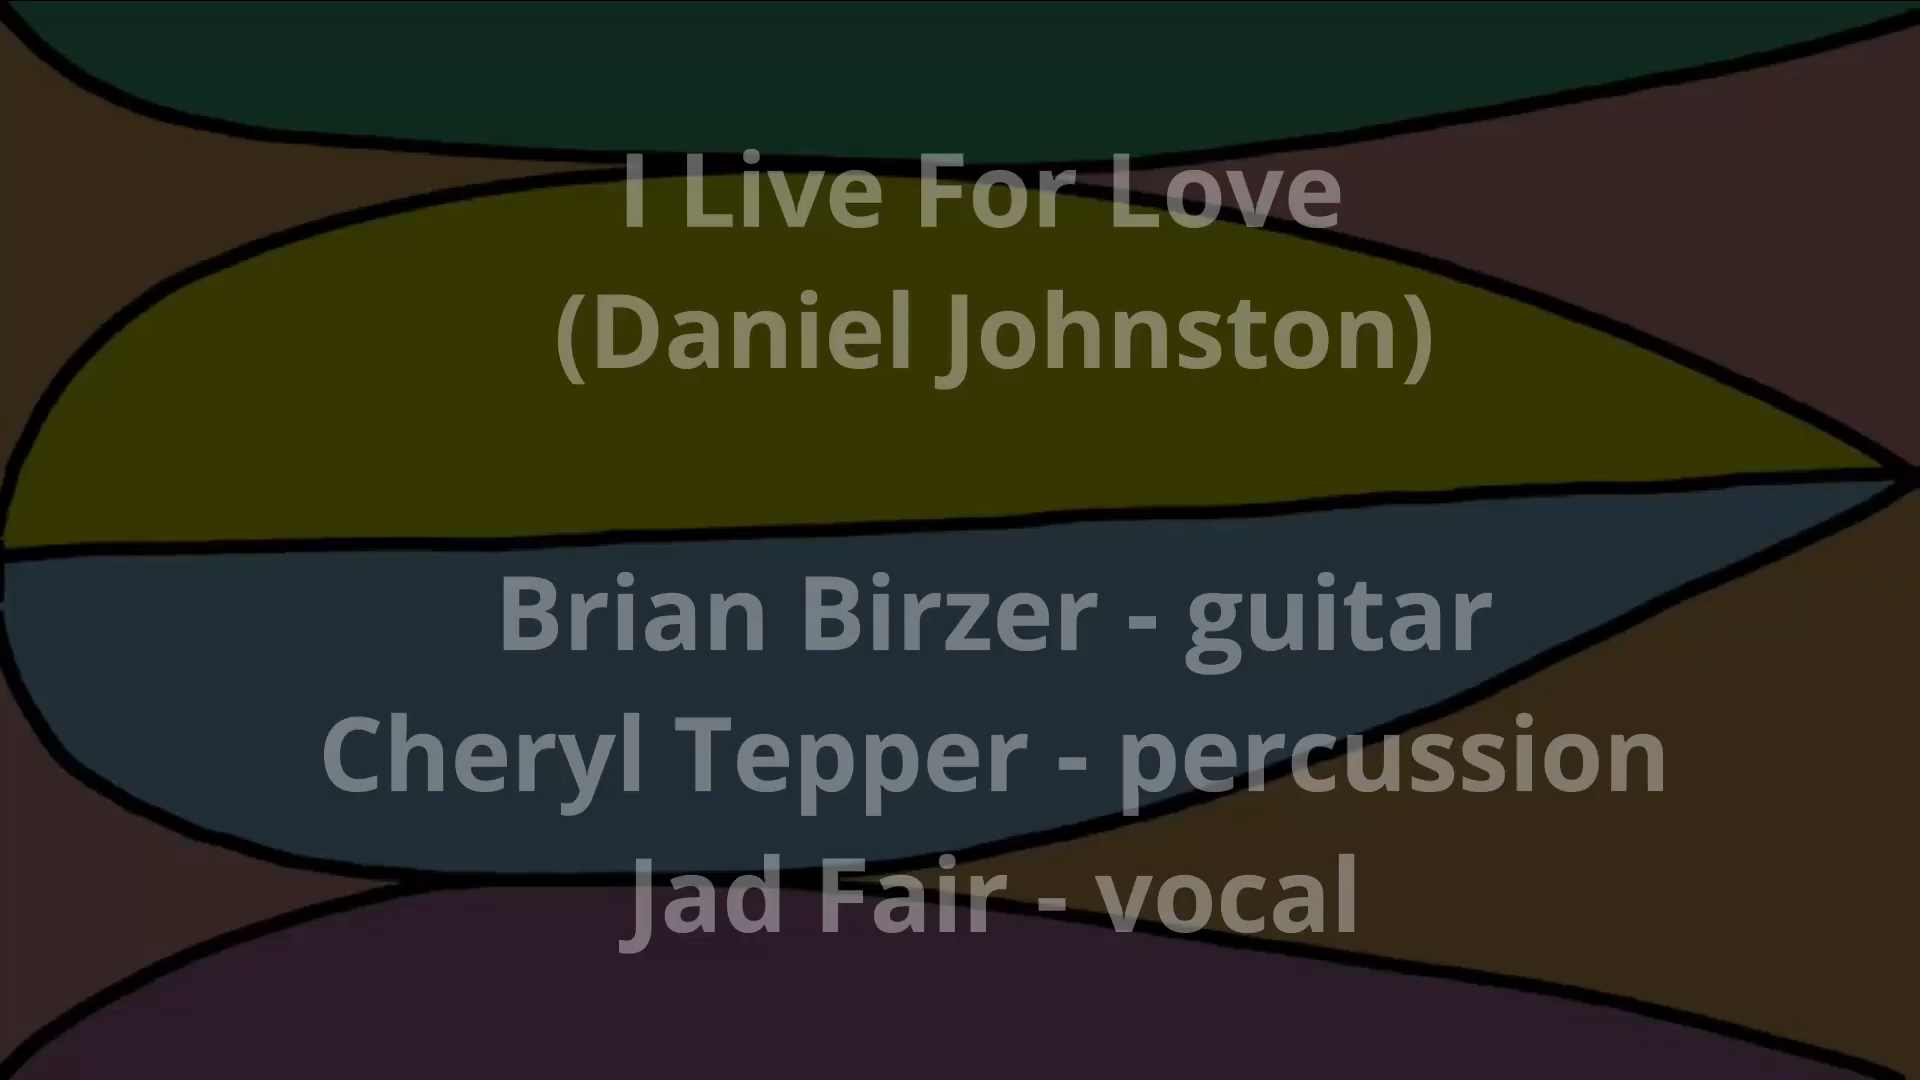 I Live For Love
(Daniel Johnston)
Brian Birzer - guitar
Cheryl Tepper - percussion
Jad Fair - vocal